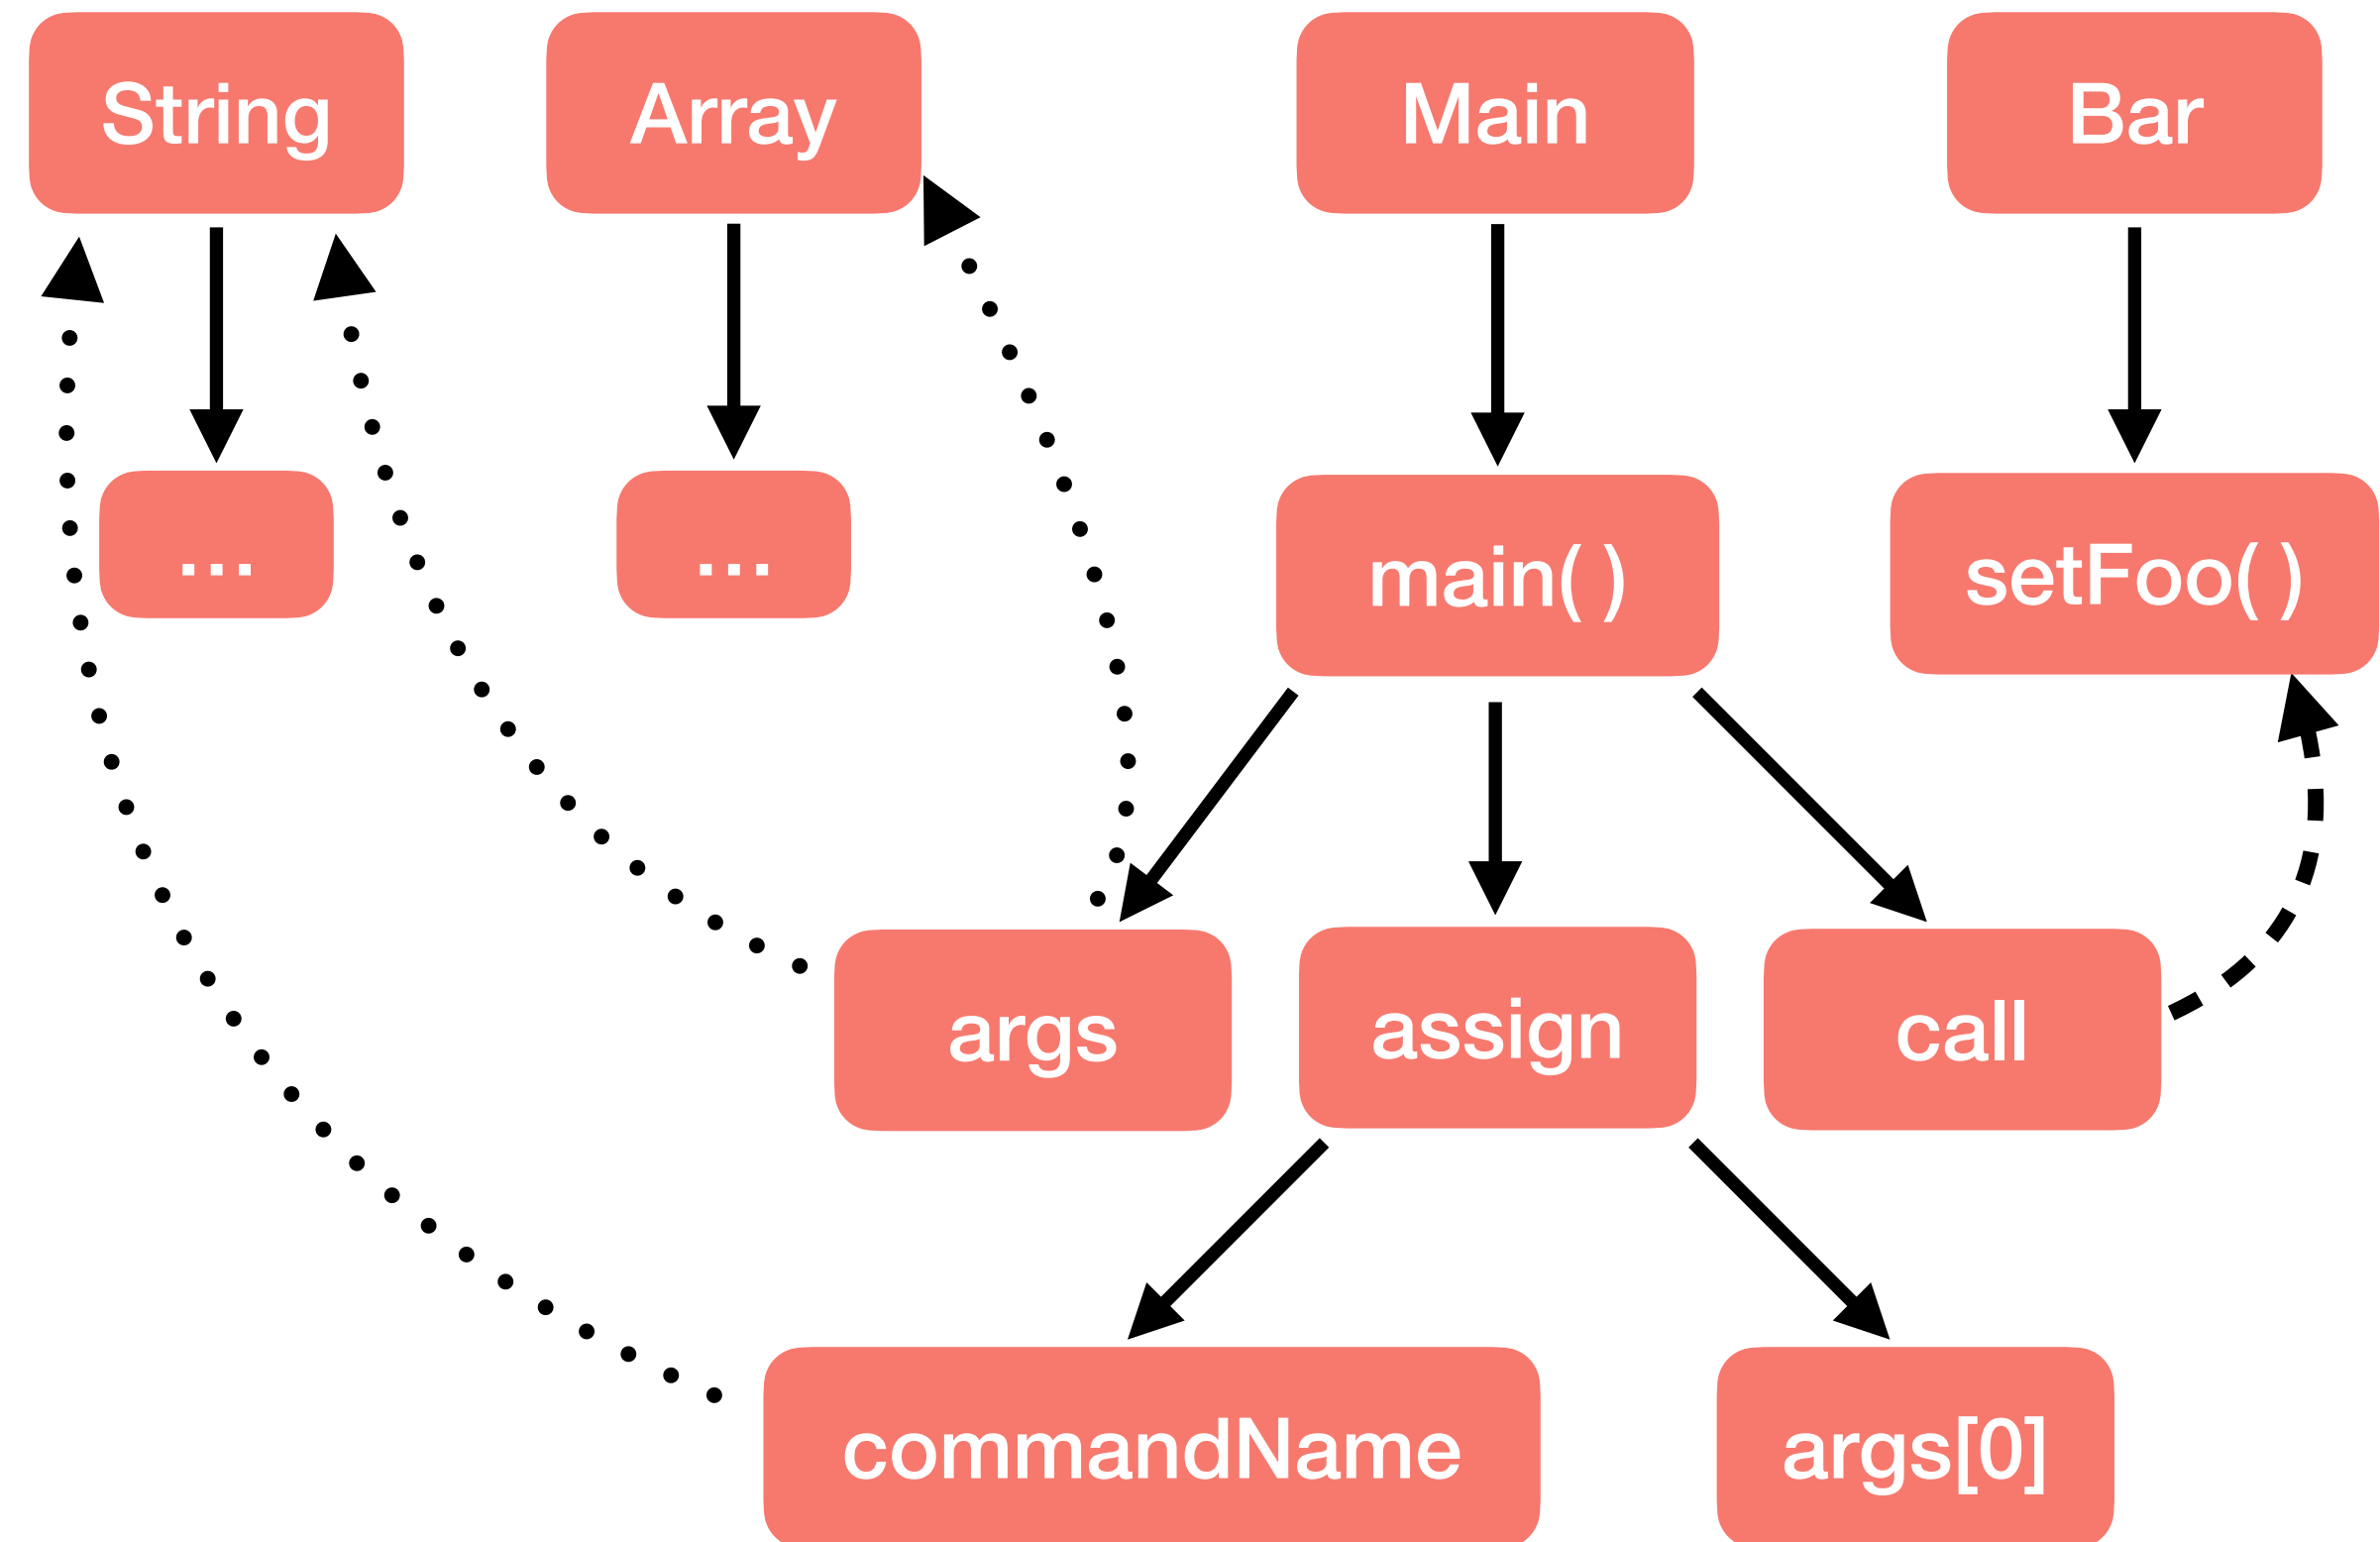 String
Array
Main
Bar
...
...
main( )
setFoo( )
args
assign
call
commandName
args[0]